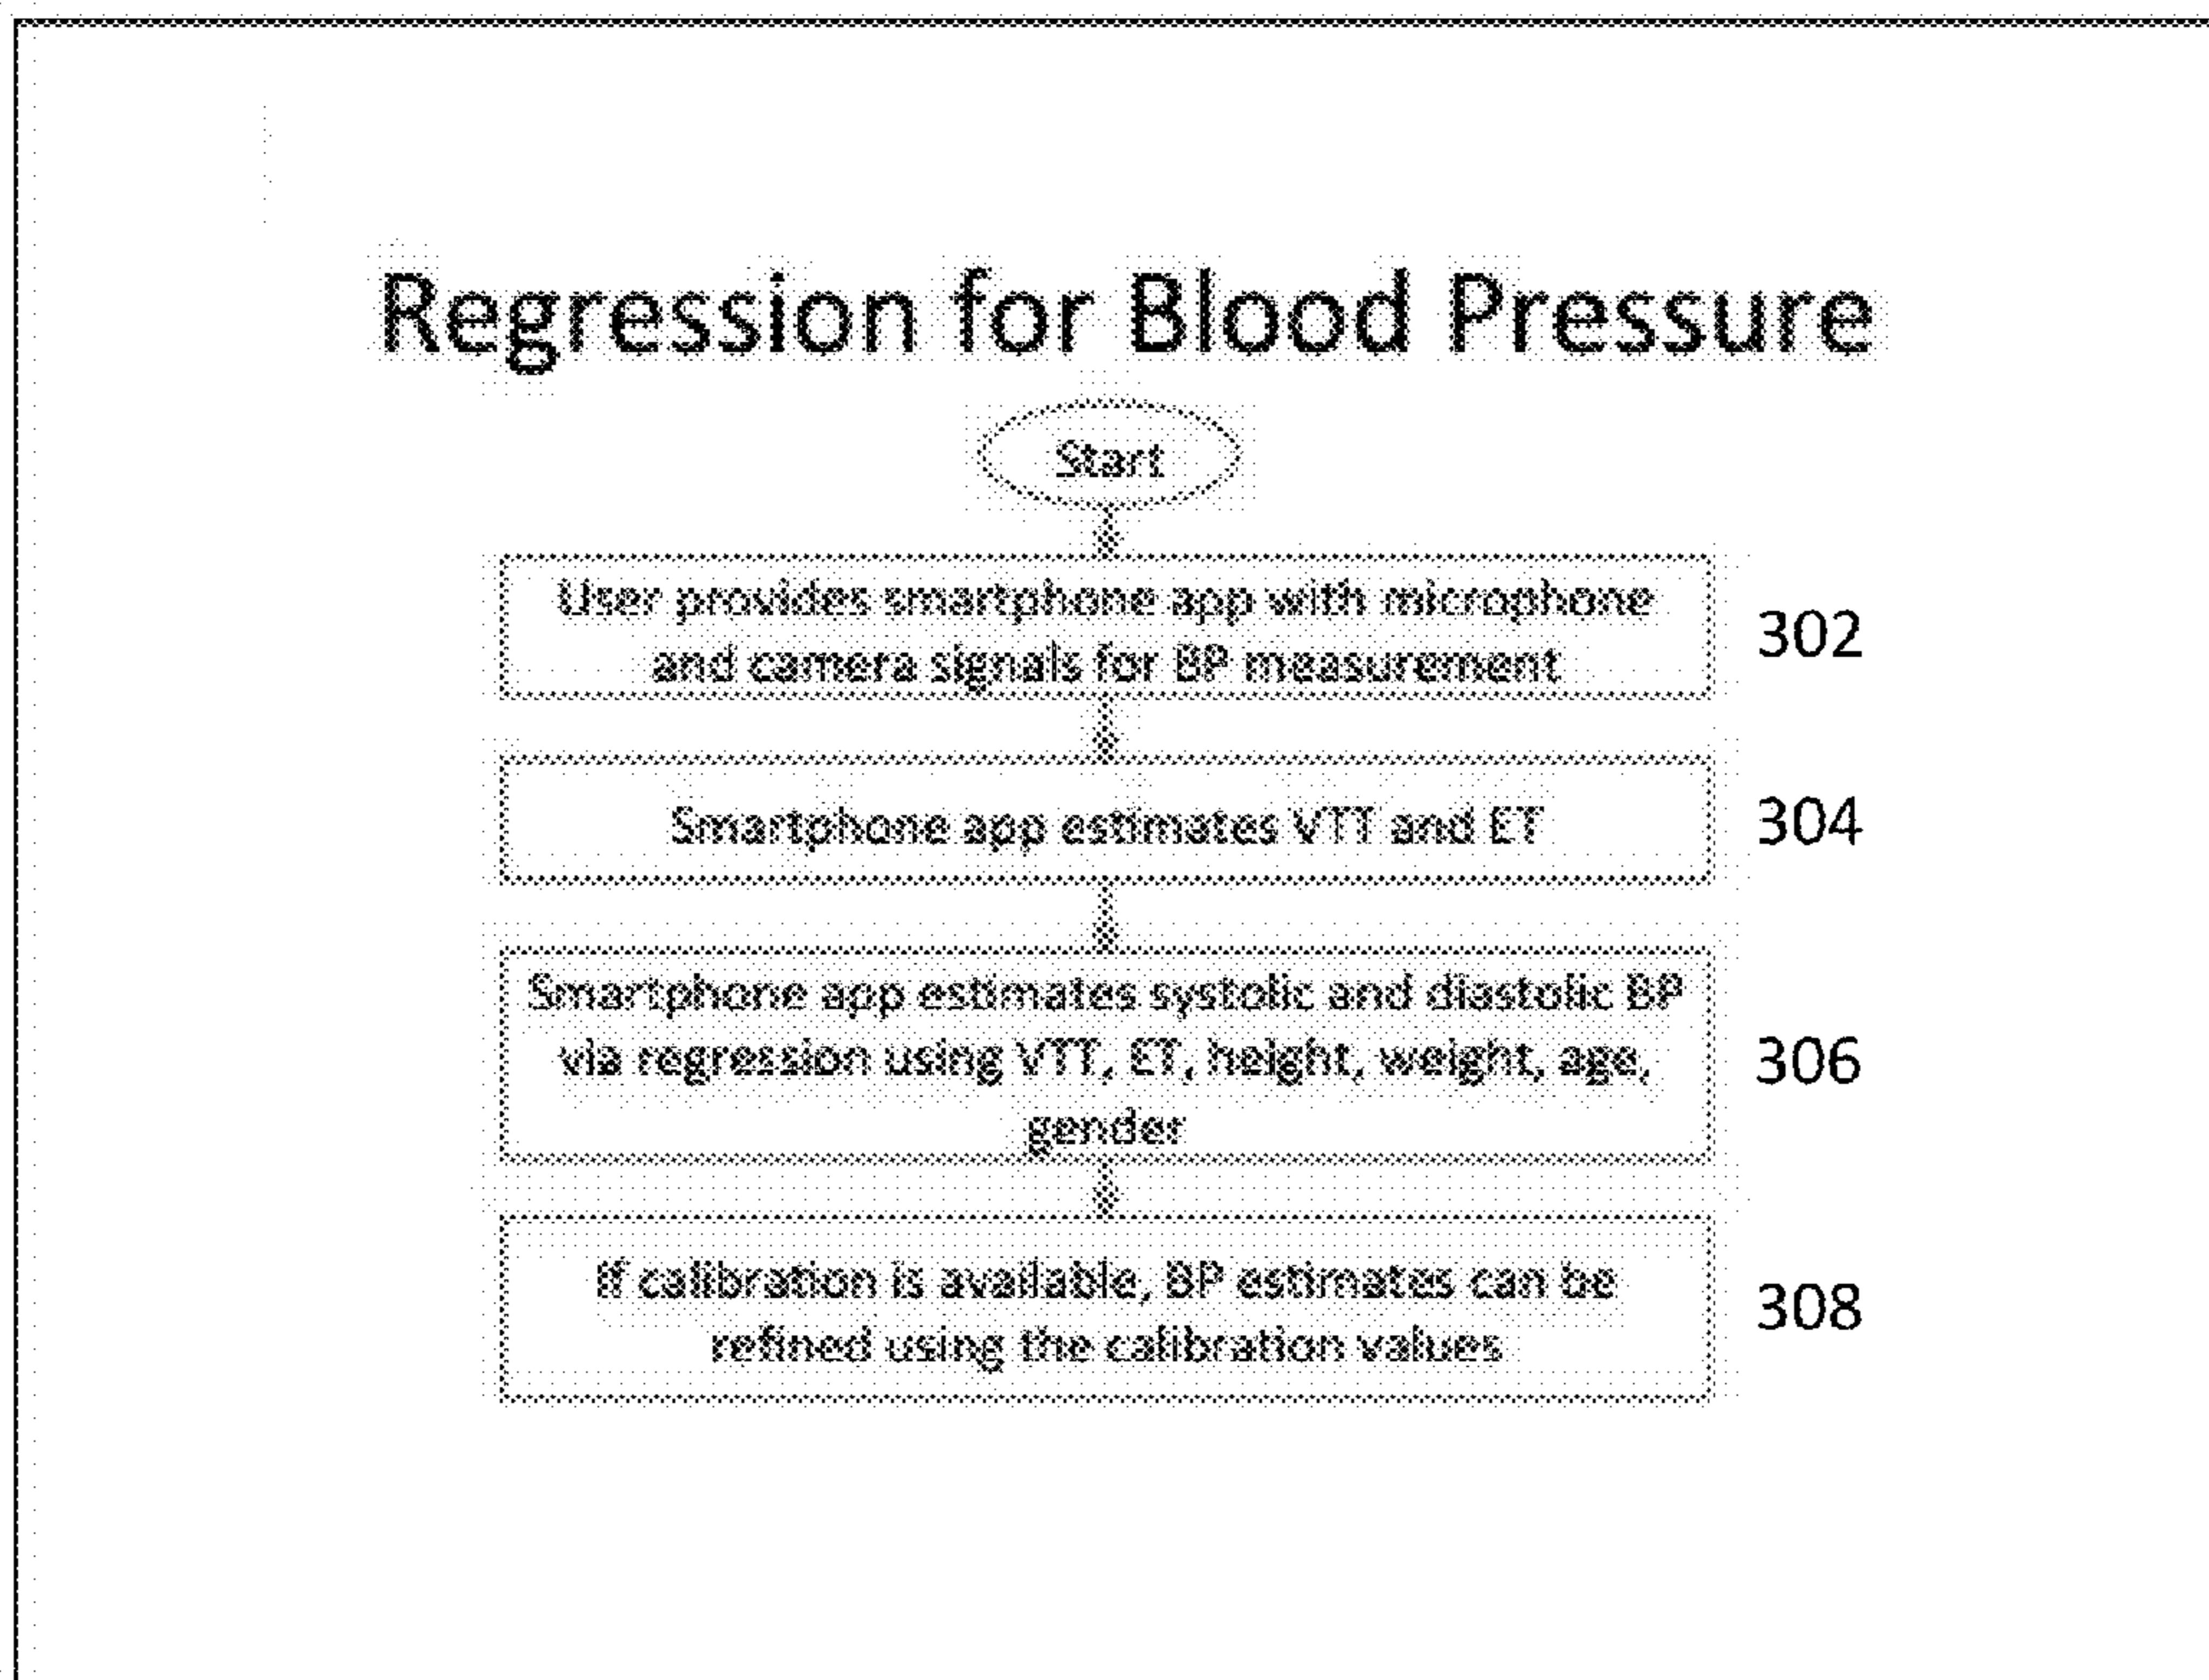 Regression for Blood Pressure
Start
User provides smartphone app with microphone
and camera signals for BP measurement
302
Smartphone app estimates VTT and ET
304
Smartphone app estimates systolic and diastolic BP
via regression using VTT, ET, height, weight, age,
gender
306
If calibration is available, BP estimates can be
refined using the calibration values
308